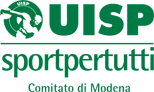 UISP
sportpertutti
Comitato di Modena